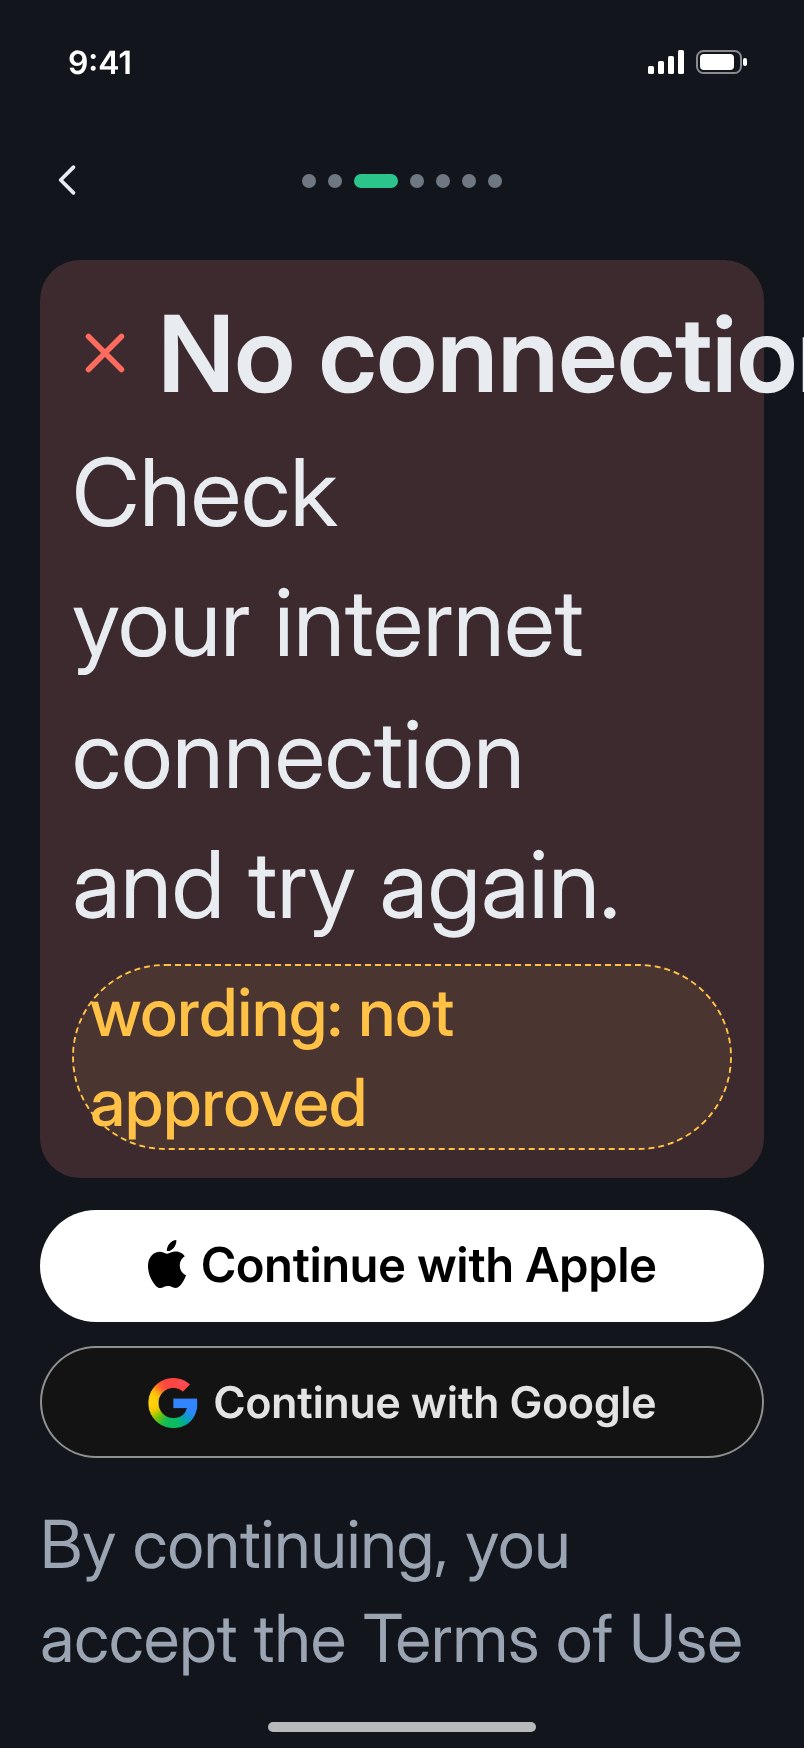 9:41
No connectio
Check
your internet
connection
and try again.
wording: not
approved
Continue with Apple
Continue with Google
By continuing, you
accept the Terms of Use